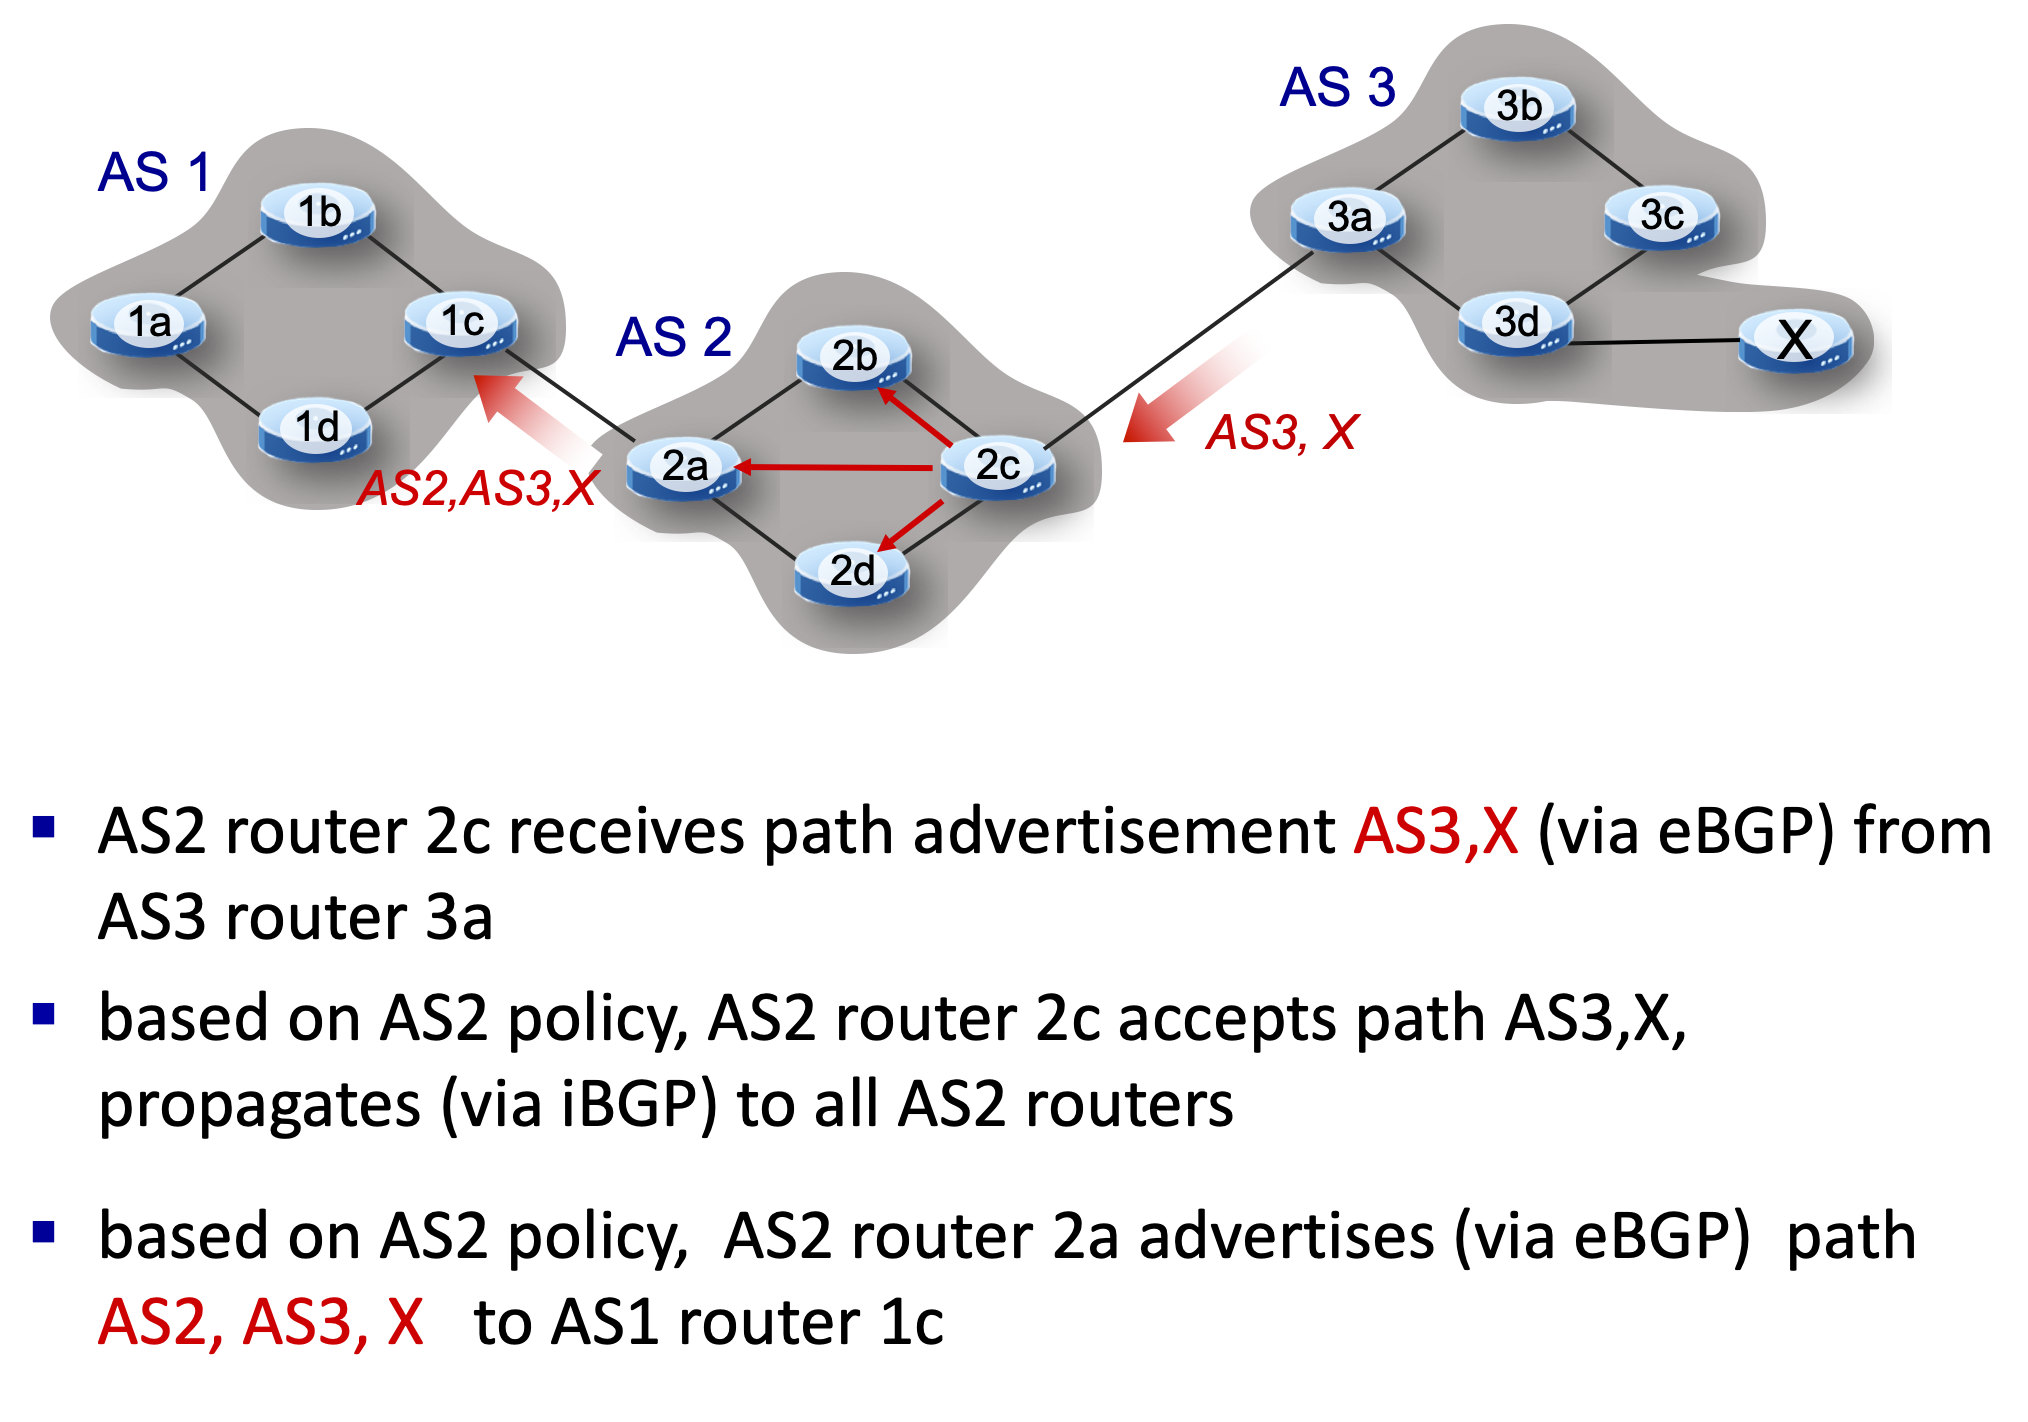 AS 3
3b
AS 1
1b
3a
3c
1a
1c
AS 2
2b
3d
X
1d
AS3, X
2a
2c
AS2,AS3,X
2d
▪ AS2 router 2c receives path advertisement AS3,X (via eBGP) from
AS3 router 3a
▪ based on AS2 policy, AS2 router 2c accepts path AS3,X,
propagates (via iBGP) to all AS2 routers
▪ based on AS2 policy,  AS2 router 2a advertises (via eBGP)  path
AS2, AS3, X   to AS1 router 1c